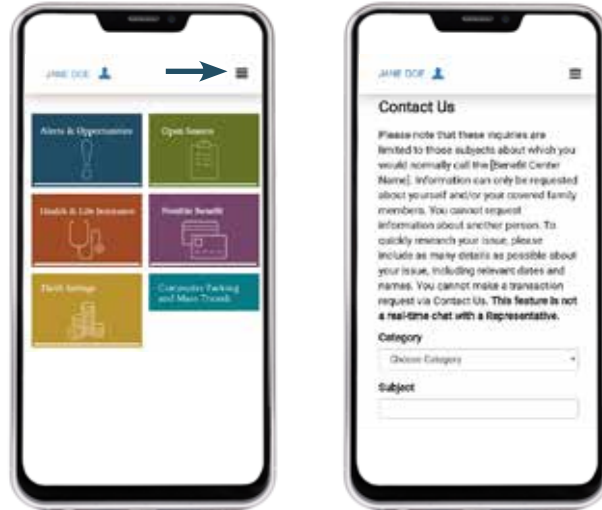 JANE DOE
Alerts & Opportunities
Open Season
Health & Life Insurance
Flexible Benefit
Thrift Savings
Commuter Parking
and Mass Transit
JANE DOE
Contact Us
Please note that these inquiries are
limited to those subjects about which you
would normally call the [Benefit Center
Name]. Information can only be requested
about yourself and/or your covered family
members. You cannot request
information about another person. To
quickly research your issue, please
include as many details as possible about
your issue, including relevant dates and
names. You cannot make a transaction
request via Contact Us. This feature is not
a real-time chat with a Representative.
Category
Choose Category
Subject